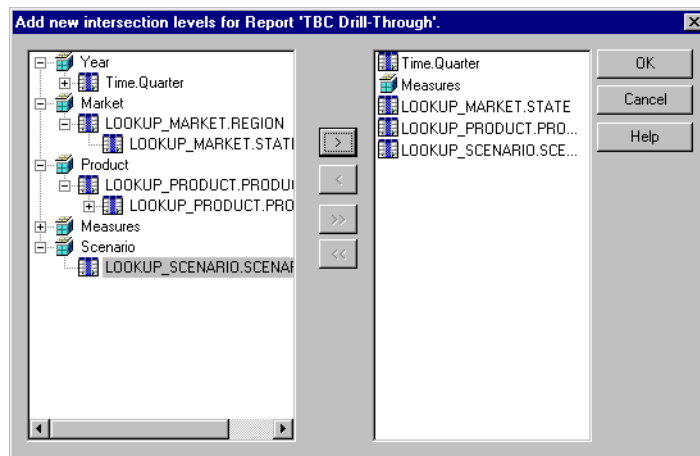 Add new intersection levels for Report 'TBC Drill-Through'.
Year
Time.Quarter
Market
LOOKUP_MARKET.REGION
LOOKUP_MARKET.STATI
Product
LOOKUP_PRODUCT.PRODU
LOOKUP_PRODUCT.PRO
Measures
Scenario
LOOKUP_SCENARIO.SCENAF
>
<
>>
<<
Time.Quarter
Measures
LOOKUP_MARKET.STATE
LOOKUP_PRODUCT.PRO...
LOOKUP_SCENARIO.SCE...
OK
Cancel
Help